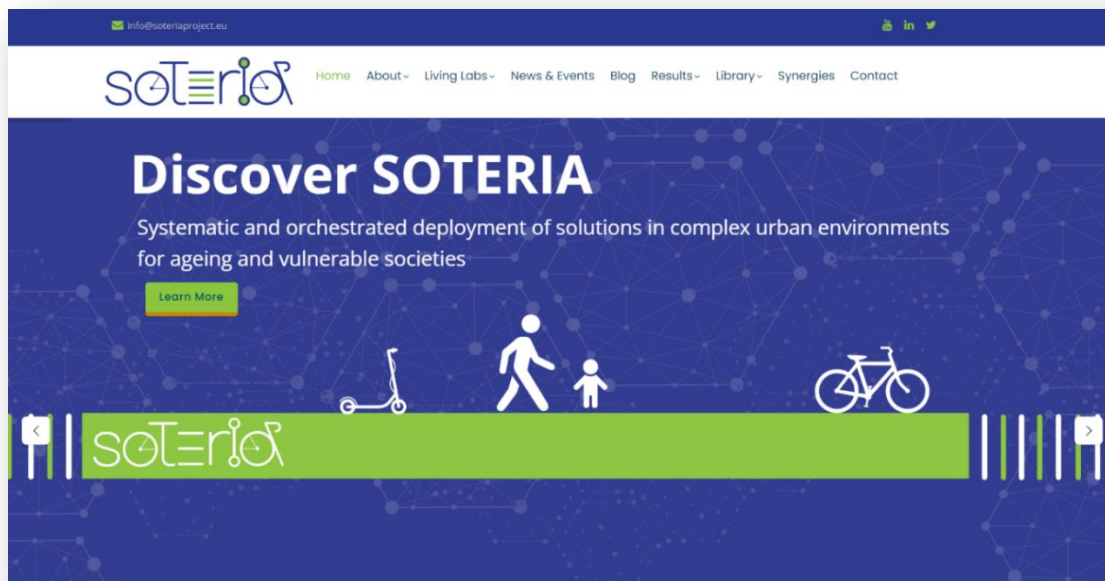 info@soteriaproject.eu
soteria
Home About Living Labs News & Events Blog Results Library Synergies Contact
Discover SOTERIA
Systematic and orchestrated deployment of solutions in complex urban environments
for ageing and vulnerable societies
Learn More
soteria